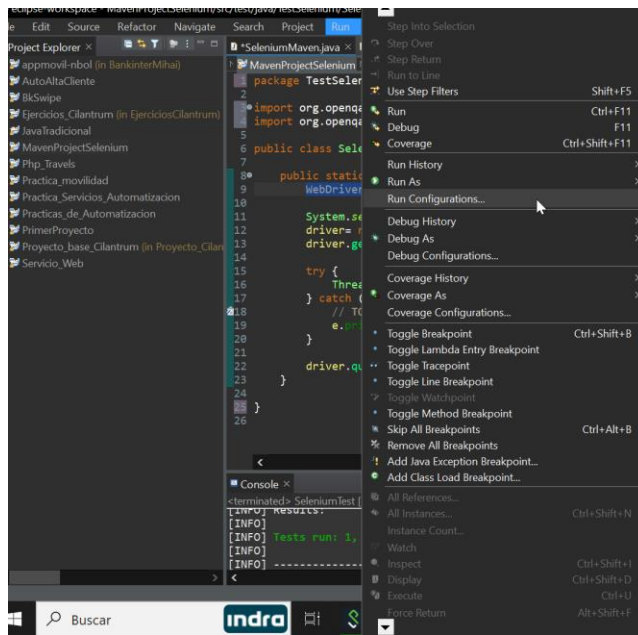 eclipse-workspace - MavenProjectSelenium/src/test/java/TestSelenium/Sele
Edit Source Refactor Navigate Search Project Run
Project Explorer
appmovil-nbol (in BankinterMihai)
AutoAltaCliente
BkSwipe
Ejercicios_Cilantrum (in EjerciciosCilantrum)
JavaTradicional
MavenProjectSelenium
Php_Travels
Practica_movilidad
Practica_Servicios_Automatizacion
Practicas_de_Automatizacion
PrimerProyecto
Proyecto_base_Cilantrum (in Proyecto_Cilan
Servicio_Web
*SeleniumMaven.java
MavenProjectSelenium
1 package TestSelen
2
3 import org.openqa
4 import org.openqa
5
6 public class Sele
7
8 public static
9 WebDriver
10
11 System.se
12 driver= n
13 driver.ge
14
15 try {
16 Threa
17 } catch (
18 // TO
19 e.pri
20 }
21
22 driver.qu
23 }
24
25 }
26
Console
<terminated> SeleniumTest [
[INFO] Results:
[INFO]
[INFO] Tests run: 1,
[INFO]
[INFO] ---------------
Step Into Selection
Step Over
Step Return
Run to Line
Use Step Filters Shift+F5
Run Ctrl+F11
Debug F11
Coverage Ctrl+Shift+F11
Run History
Run As
Run Configurations...
Debug History
Debug As
Debug Configurations...
Coverage History
Coverage As
Coverage Configurations...
Toggle Breakpoint Ctrl+Shift+B
Toggle Lambda Entry Breakpoint
Toggle Tracepoint
Toggle Line Breakpoint
Toggle Watchpoint
Toggle Method Breakpoint
Skip All Breakpoints Ctrl+Alt+B
Remove All Breakpoints
Add Java Exception Breakpoint...
Add Class Load Breakpoint...
All References...
All Instances... Ctrl+Shift+N
Instance Count...
Watch
Inspect Ctrl+Shift+I
Display Ctrl+Shift+D
Execute Ctrl+U
Force Return Alt+Shift+F
Buscar
indra